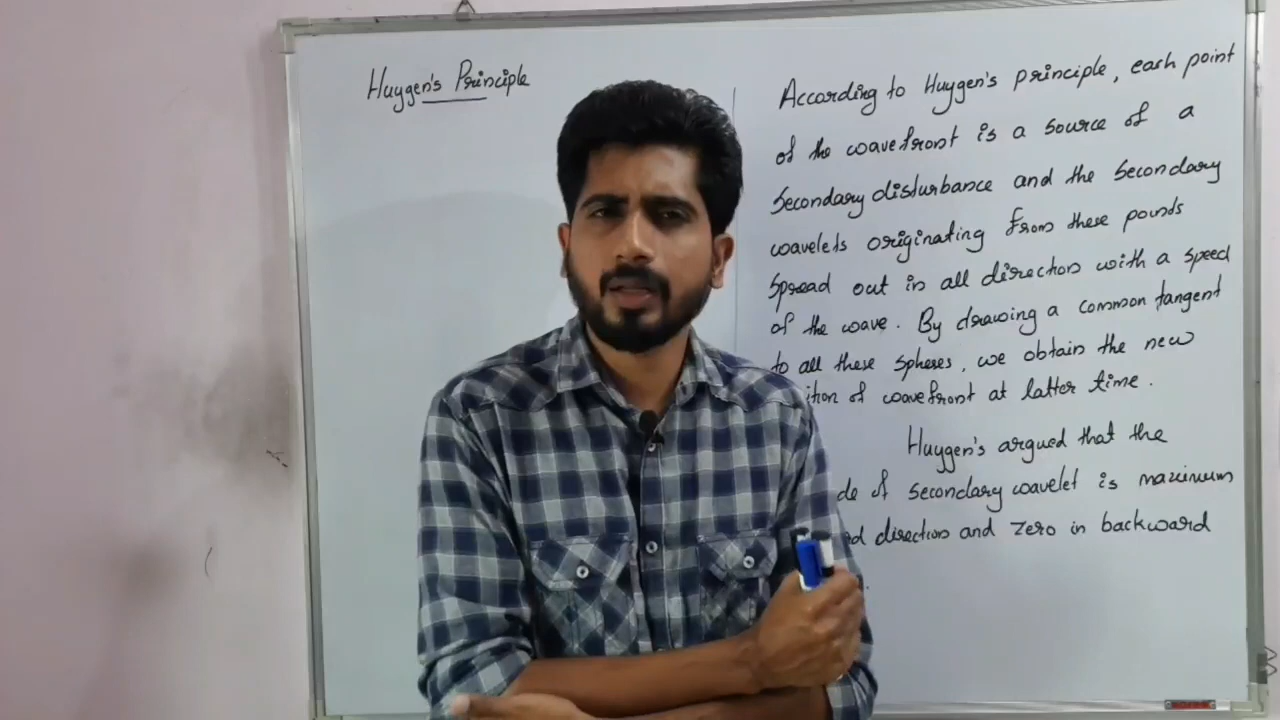 Huygen's Principle
According to Huygen's principle, each point
of the wavefront is a source of a
Secondary disturbance and the Secondary
wavelets originating from these points
Spread out in all direction with a speed
of the wave. By drawing a common tangent
to all these spheres, we obtain the new
ition of wavefront at latter time.
Huygen's argued that the
de of secondary wavelet is maximum
rd direction and zero in backward